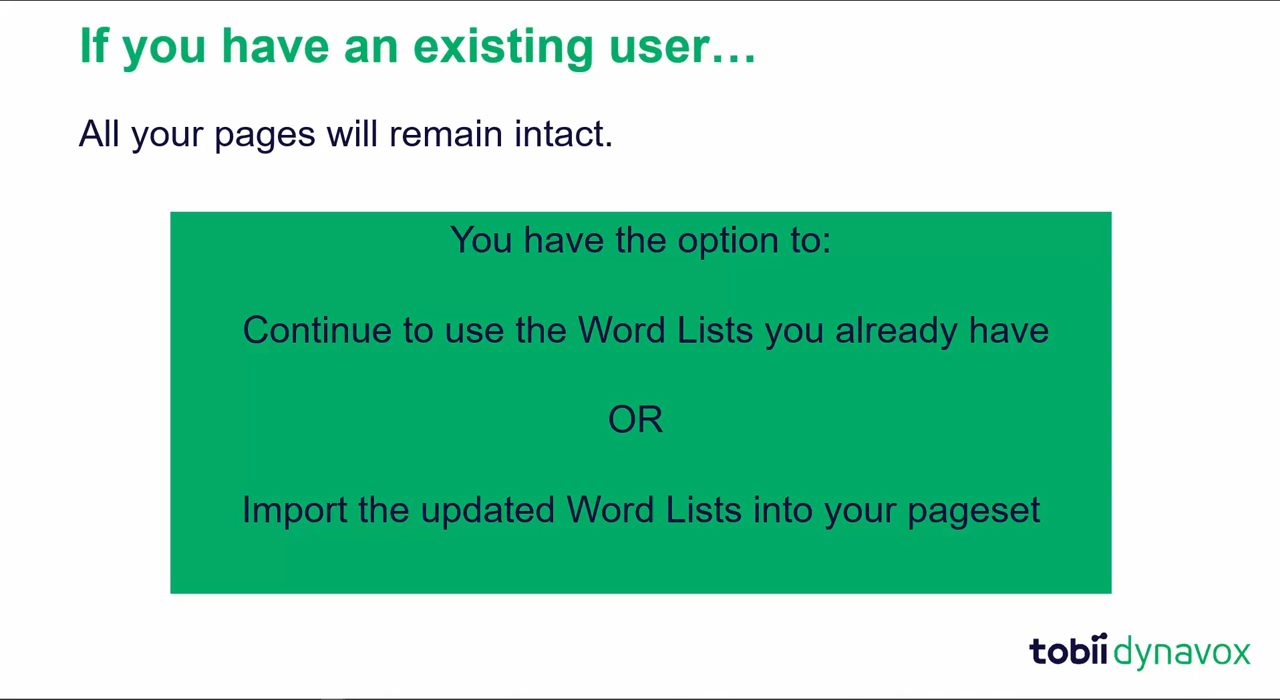 If you have an existing user…
All your pages will remain intact.
You have the option to:
Continue to use the Word Lists you already have
OR
Import the updated Word Lists into your pageset
tobii dynavox